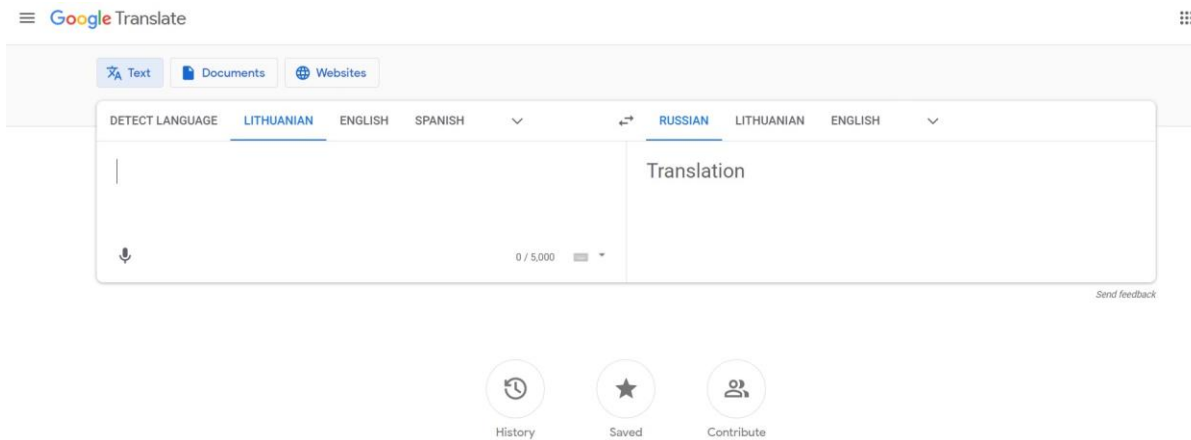 Google Translate
Text Documents Websites
DETECT LANGUAGE LITHUANIAN ENGLISH SPANISH RUSSIAN LITHUANIAN ENGLISH
Translation
0 / 5,000
Send feedback
History Saved Contribute